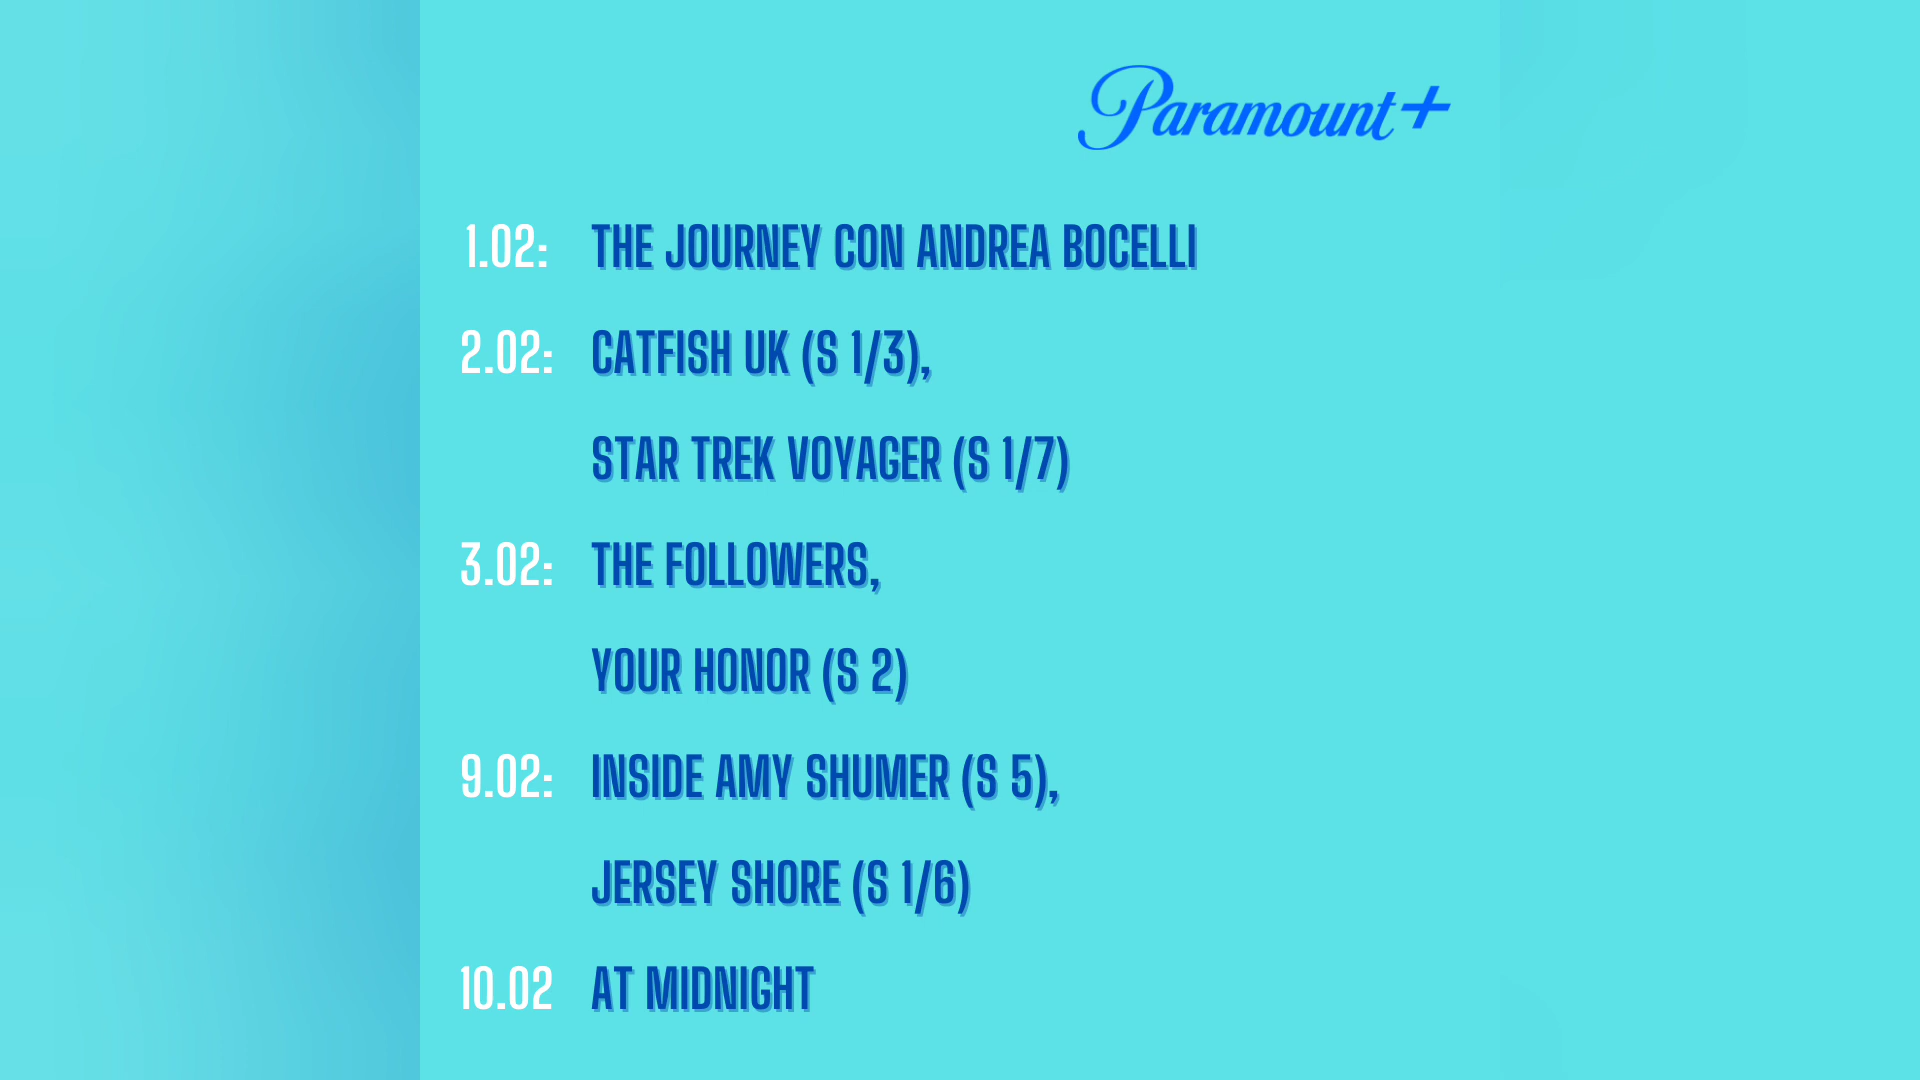 Paramount+
1.02: THE JOURNEY CON ANDREA BOCELLI
2.02: CATFISH UK (S 1/3),
STAR TREK VOYAGER (S 1/7)
3.02: THE FOLLOWERS,
YOUR HONOR (S 2)
9.02: INSIDE AMY SHUMER (S 5),
JERSEY SHORE (S 1/6)
10.02 AT MIDNIGHT